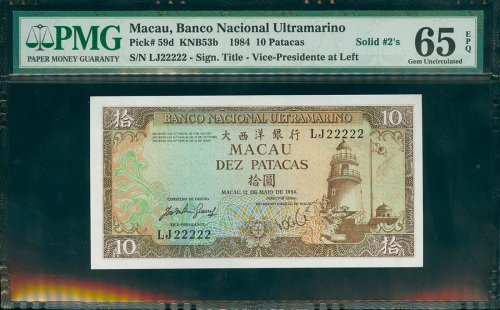 PMG
PAPER MONEY GUARANTY
Macau, Banco Nacional Ultramarino
Pick# 59d KNB53b 1984 10 Patacas
S/N LJ22222 - Sign. Title - Vice-Presidente at Left
Solid #2's
65 EPQ
Gem Uncirculated
BANCO NACIONAL ULTRAMARINO
10
拾
大西洋銀行
LJ22222
MACAU
DEZ PATACAS
拾圓
MACAU, 12 DE MAIO DE 1984.
VICE-PRESIDENTE
LJ22222
10
拾